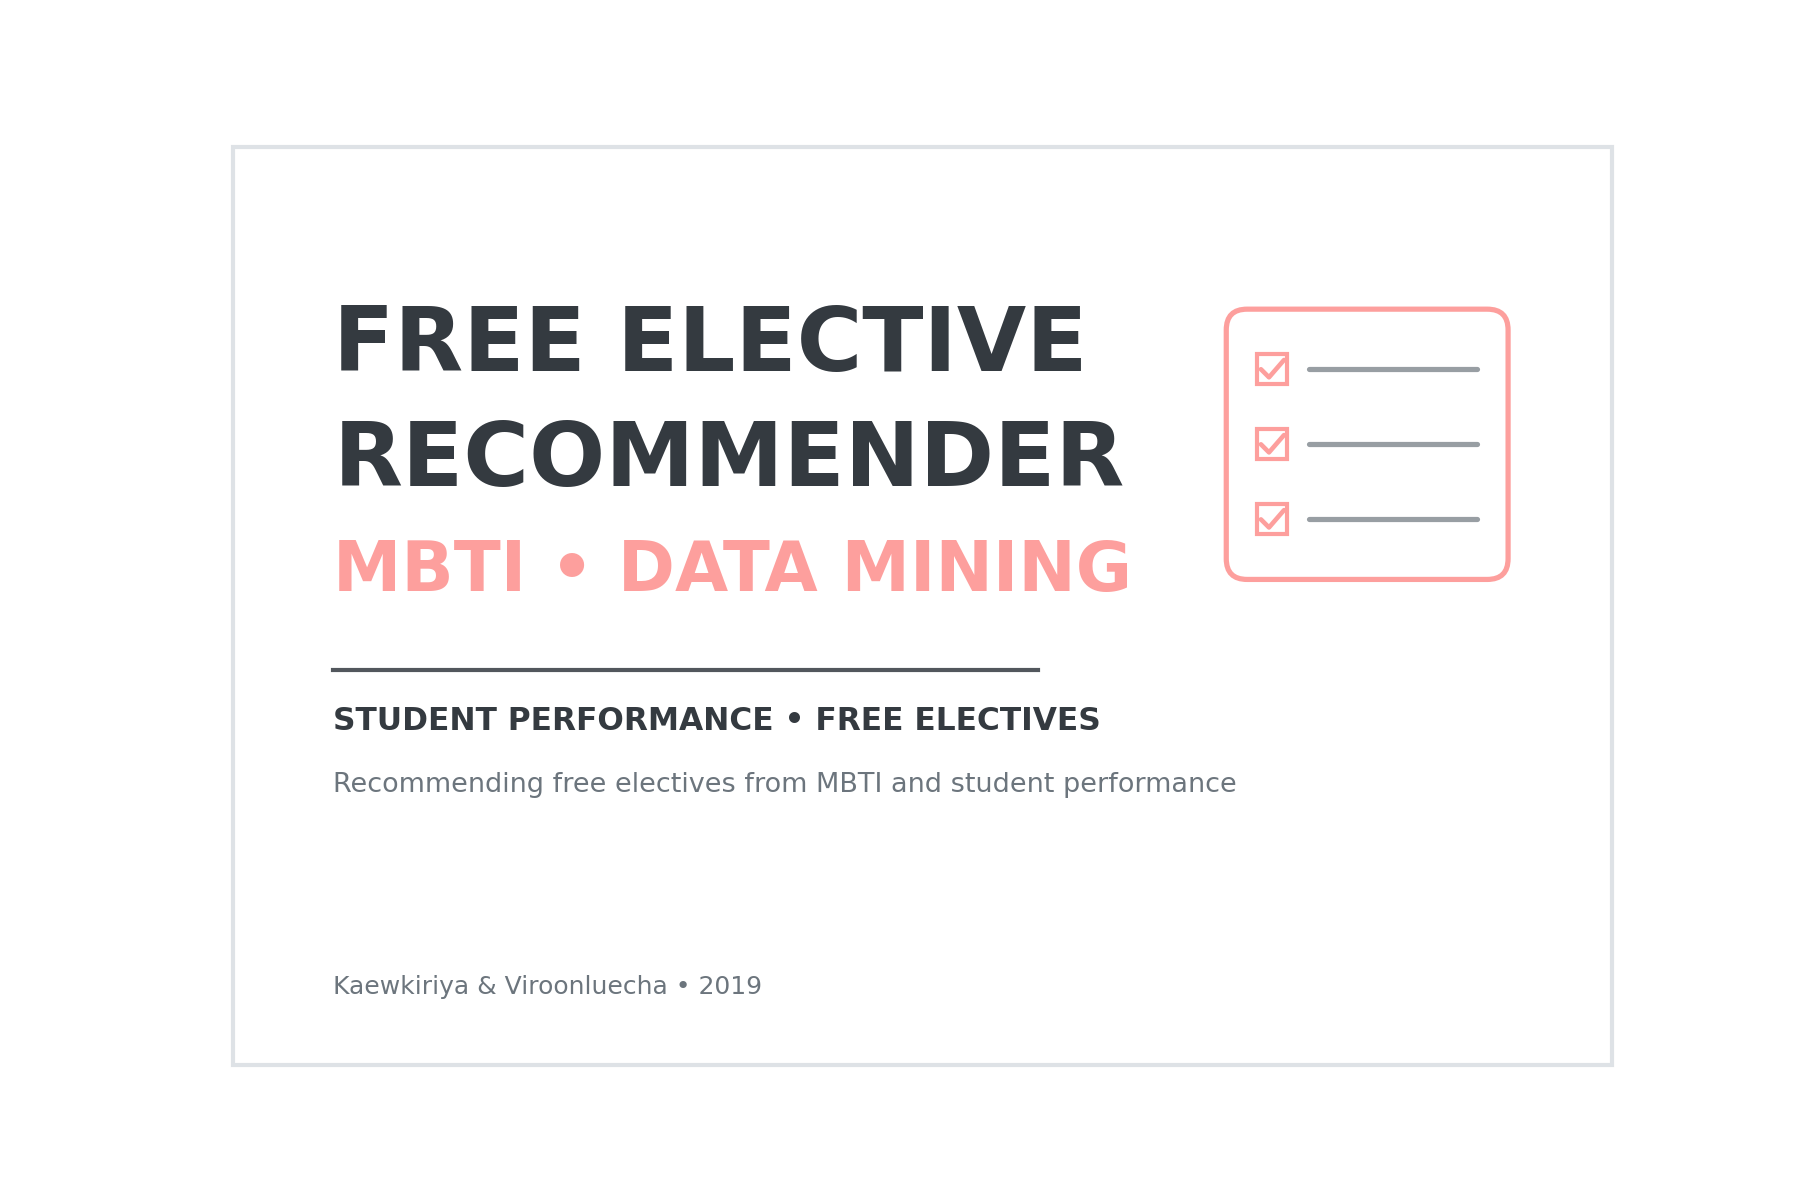 FREE ELECTIVE
RECOMMENDER
MBTI • DATA MINING
STUDENT PERFORMANCE • FREE ELECTIVES
Recommending free electives from MBTI and student performance
Kaewkiriya & Viroonluecha • 2019